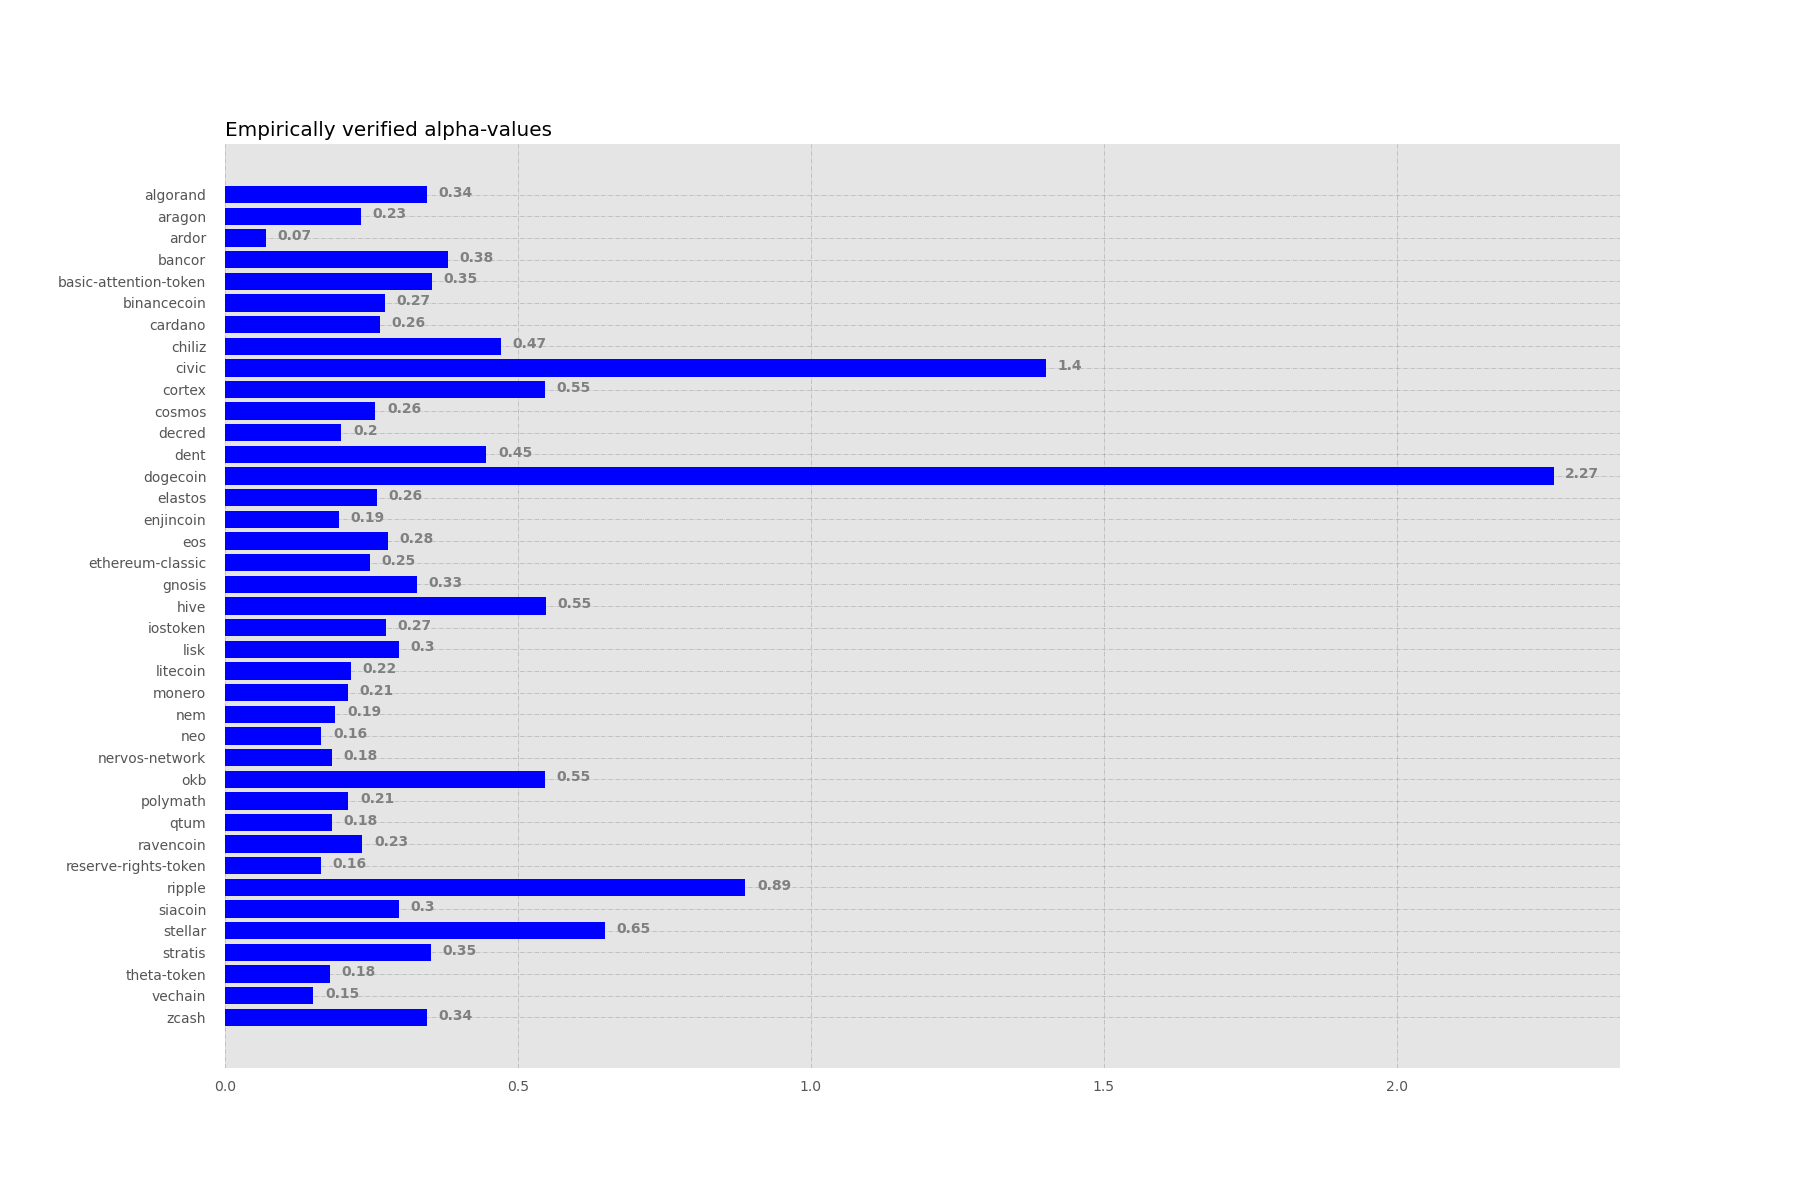 Empirically verified alpha-values
algorand 0.34
aragon 0.23
ardor 0.07
bancor 0.38
basic-attention-token 0.35
binancecoin 0.27
cardano 0.26
chiliz 0.47
civic 1.4
cortex 0.55
cosmos 0.26
decred 0.2
dent 0.45
dogecoin 2.27
elastos 0.26
enjincoin 0.19
eos 0.28
ethereum-classic 0.25
gnosis 0.33
hive 0.55
iostoken 0.27
lisk 0.3
litecoin 0.22
monero 0.21
nem 0.19
neo 0.16
nervos-network 0.18
okb 0.55
polymath 0.21
qtum 0.18
ravencoin 0.23
reserve-rights-token 0.16
ripple 0.89
siacoin 0.3
stellar 0.65
stratis 0.35
theta-token 0.18
vechain 0.15
zcash 0.34
0.0 0.5 1.0 1.5 2.0